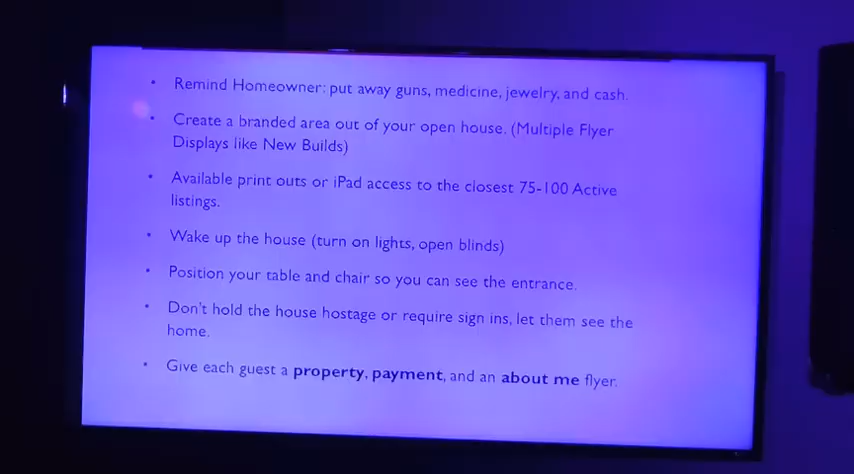 • Remind Homeowner: put away guns, medicine, jewelry, and cash.
• Create a branded area out of your open house. (Multiple Flyer
Displays like New Builds)
• Available print outs or iPad access to the closest 75-100 Active
listings.
• Wake up the house (turn on lights, open blinds)
• Position your table and chair so you can see the entrance.
• Don't hold the house hostage or require sign ins, let them see the
home.
• Give each guest a property, payment, and an about me flyer.